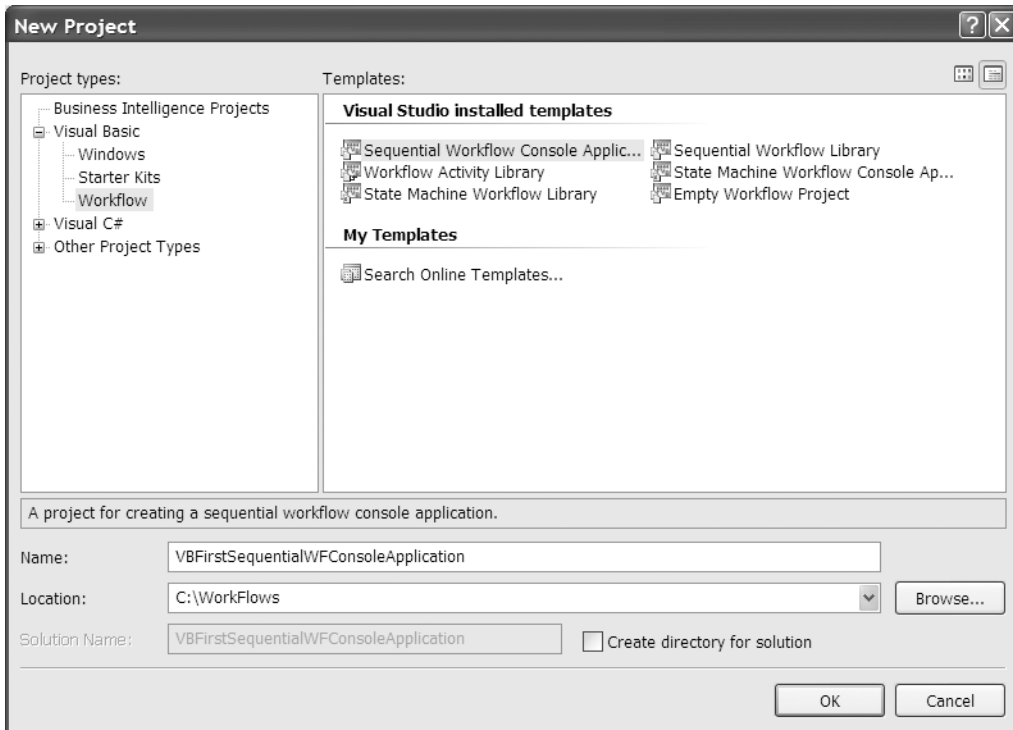 New Project
Project types:
Templates:
Business Intelligence Projects
Visual Basic
Windows
Starter Kits
Workflow
Visual C#
Other Project Types
Visual Studio installed templates
Sequential Workflow Console Applic...
Sequential Workflow Library
Workflow Activity Library
State Machine Workflow Console Ap...
State Machine Workflow Library
Empty Workflow Project
My Templates
Search Online Templates...
A project for creating a sequential workflow console application.
Name:
VBFirstSequentialWFConsoleApplication
Location:
C:\WorkFlows
Browse...
Solution Name:
VBFirstSequentialWFConsoleApplication
Create directory for solution
OK
Cancel